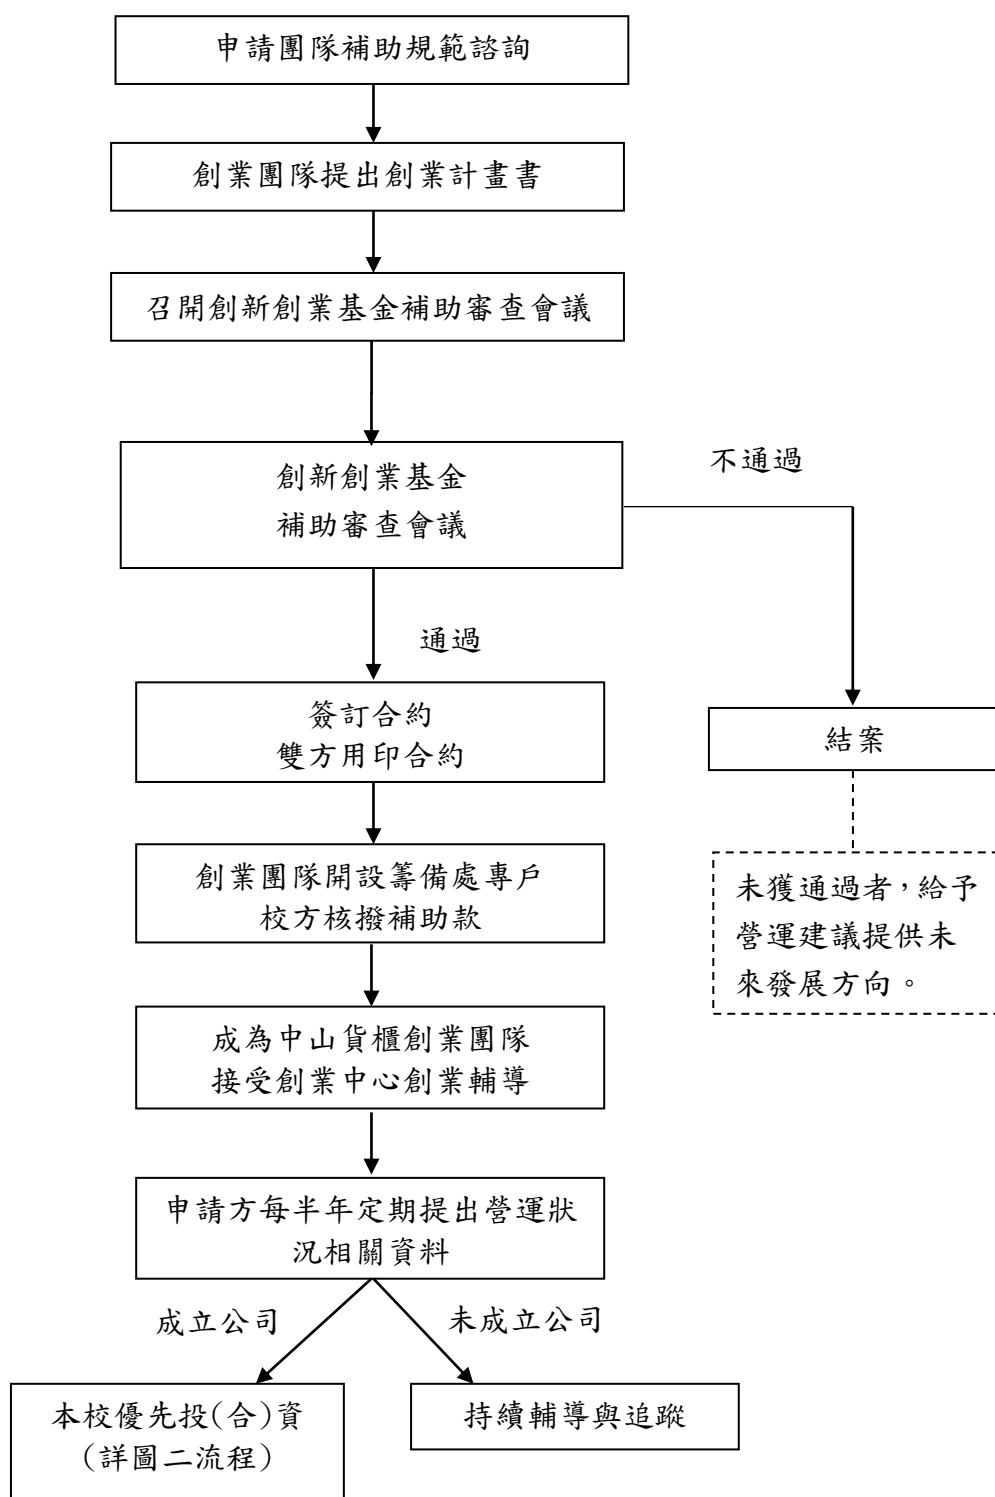 申請團隊補助規範諮詢
創業團隊提出創業計畫書
召開創新創業基金補助審查會議
創新創業基金
補助審查會議
不通過
通過
簽訂合約
雙方用印合約
結案
創業團隊開設籌備處專戶
校方核撥補助款
未獲通過者，給予
營運建議提供未
來發展方向。
成為中山貨櫃創業團隊
接受創業中心創業輔導
申請方每半年定期提出營運狀
況相關資料
成立公司
未成立公司
本校優先投(合)資
(詳圖二流程)
持續輔導與追蹤